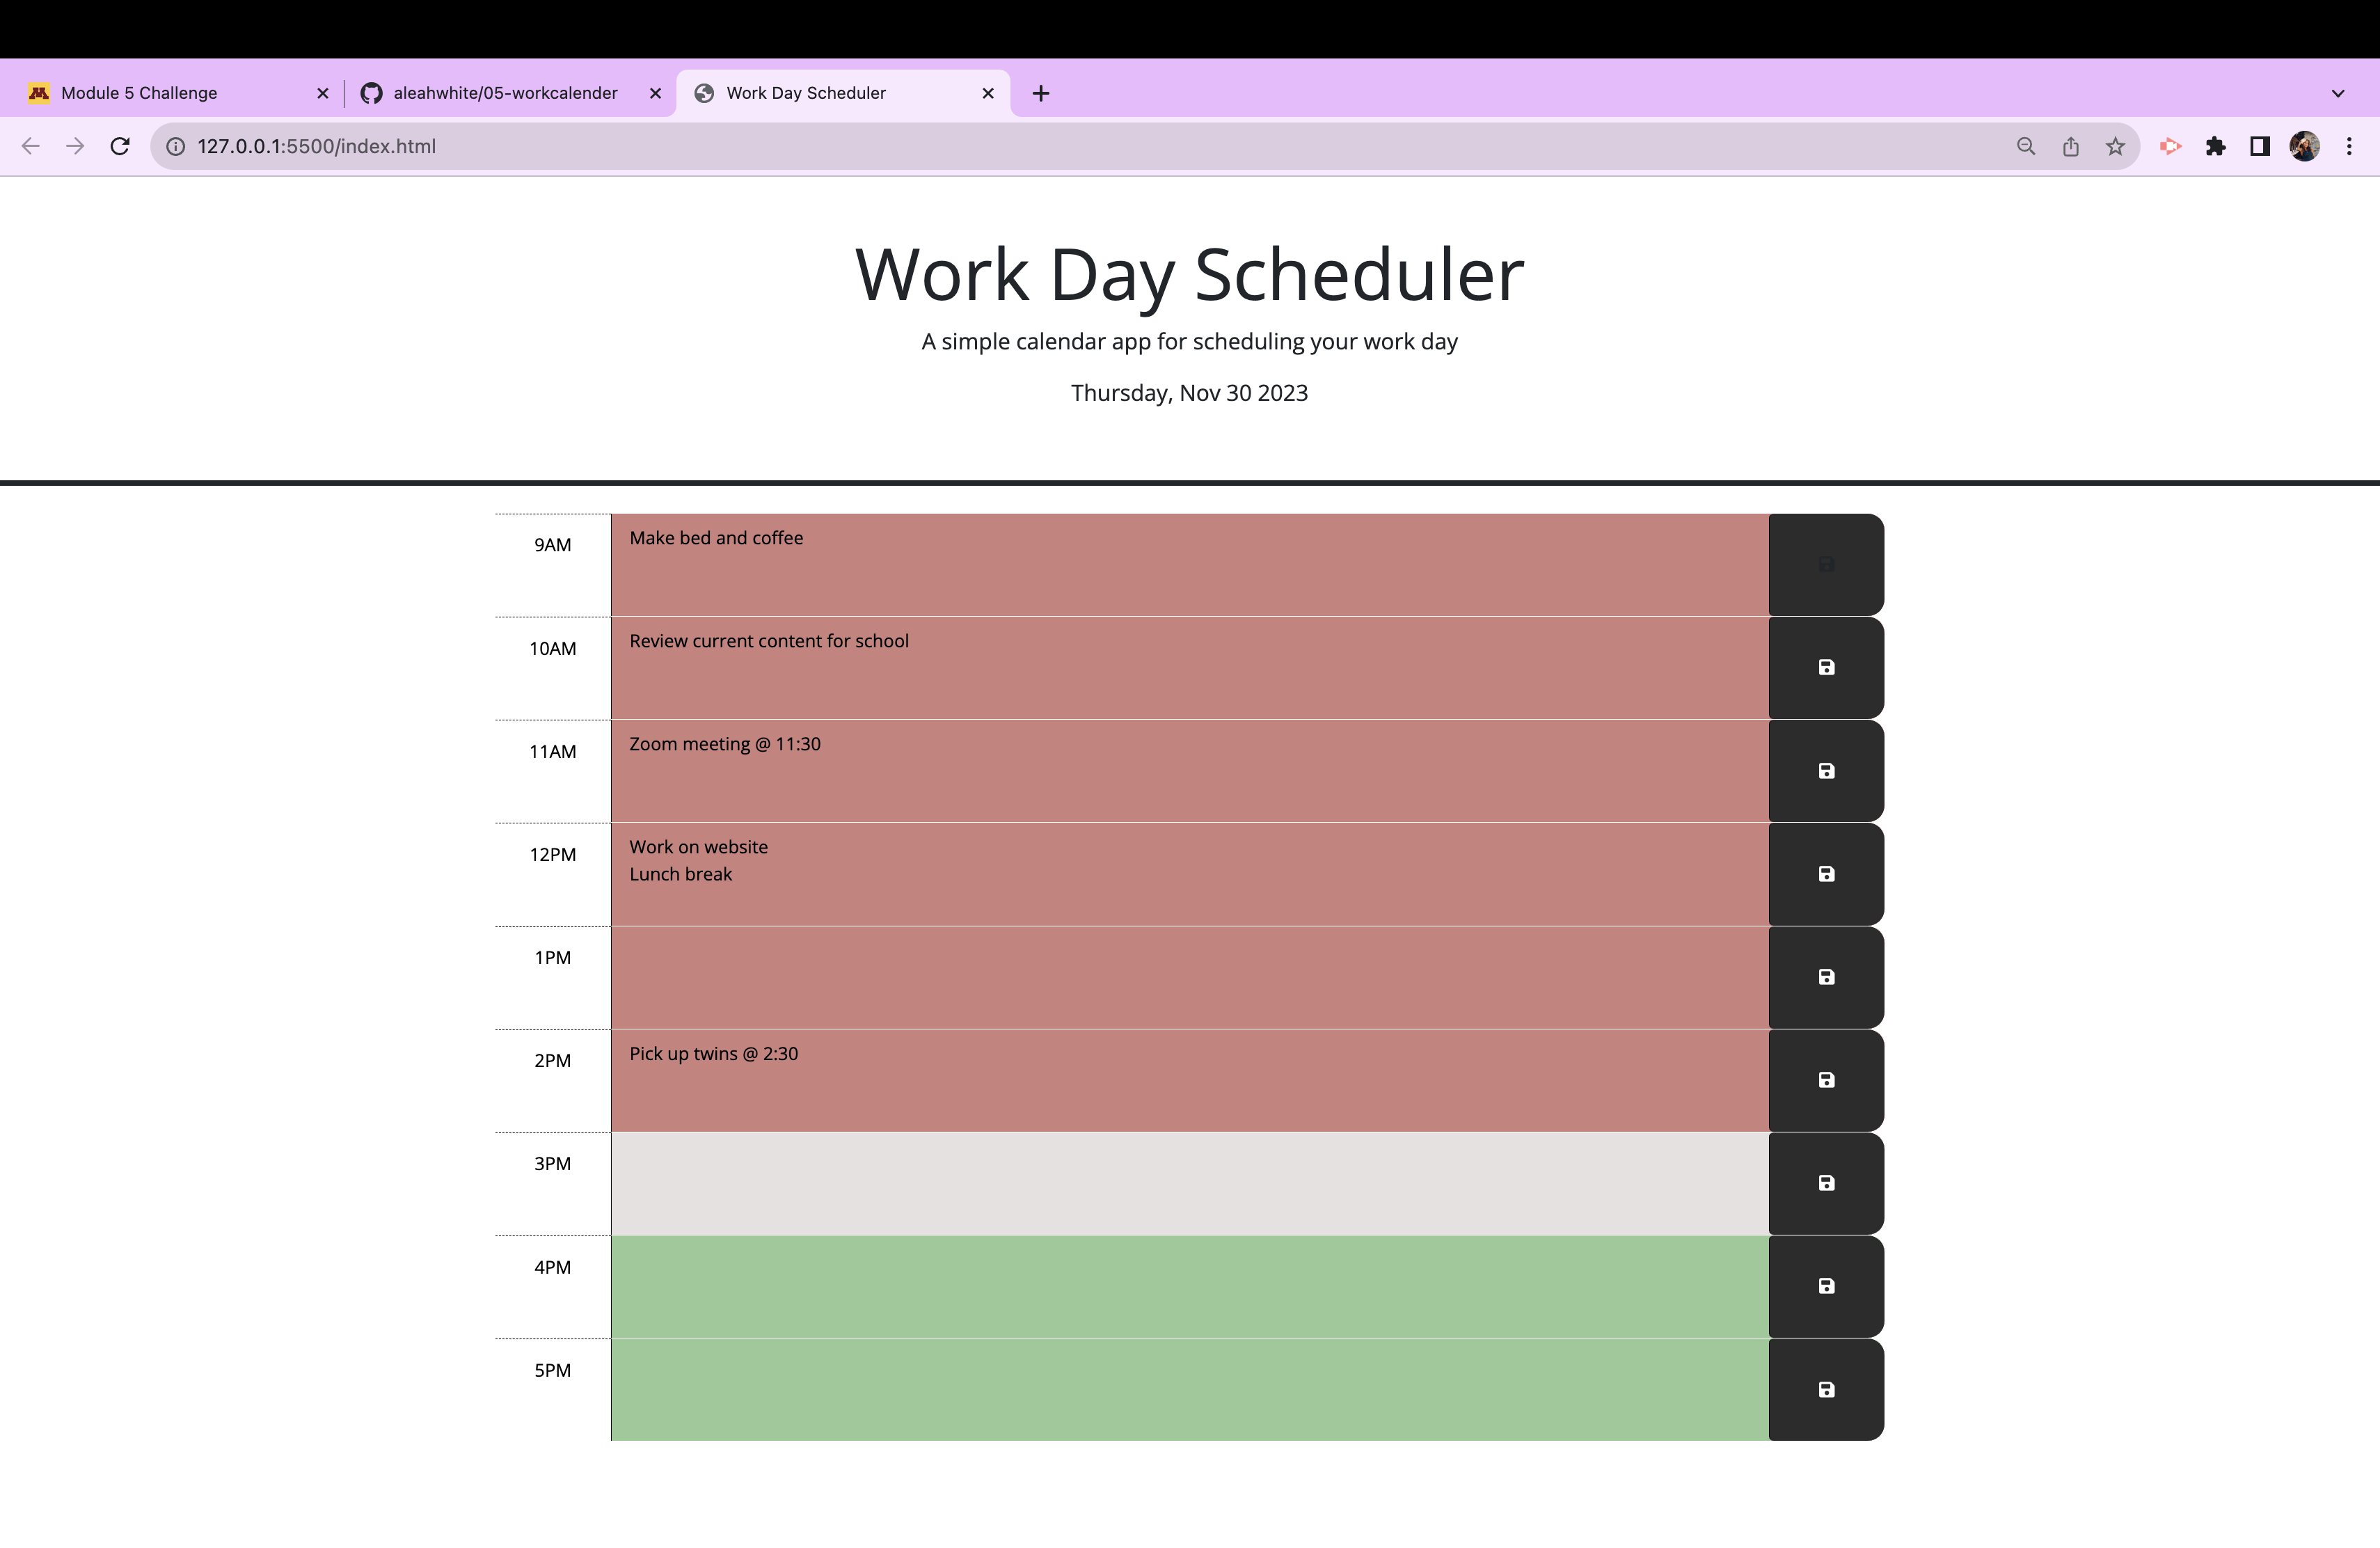 Module 5 Challenge
aleahwhite/05-workcalender
Work Day Scheduler
127.0.0.1:5500/index.html
Work Day Scheduler
A simple calendar app for scheduling your work day
Thursday, Nov 30 2023
9AM
Make bed and coffee
10AM
Review current content for school
11AM
Zoom meeting @ 11:30
12PM
Work on website
Lunch break
1PM
2PM
Pick up twins @ 2:30
3PM
4PM
5PM